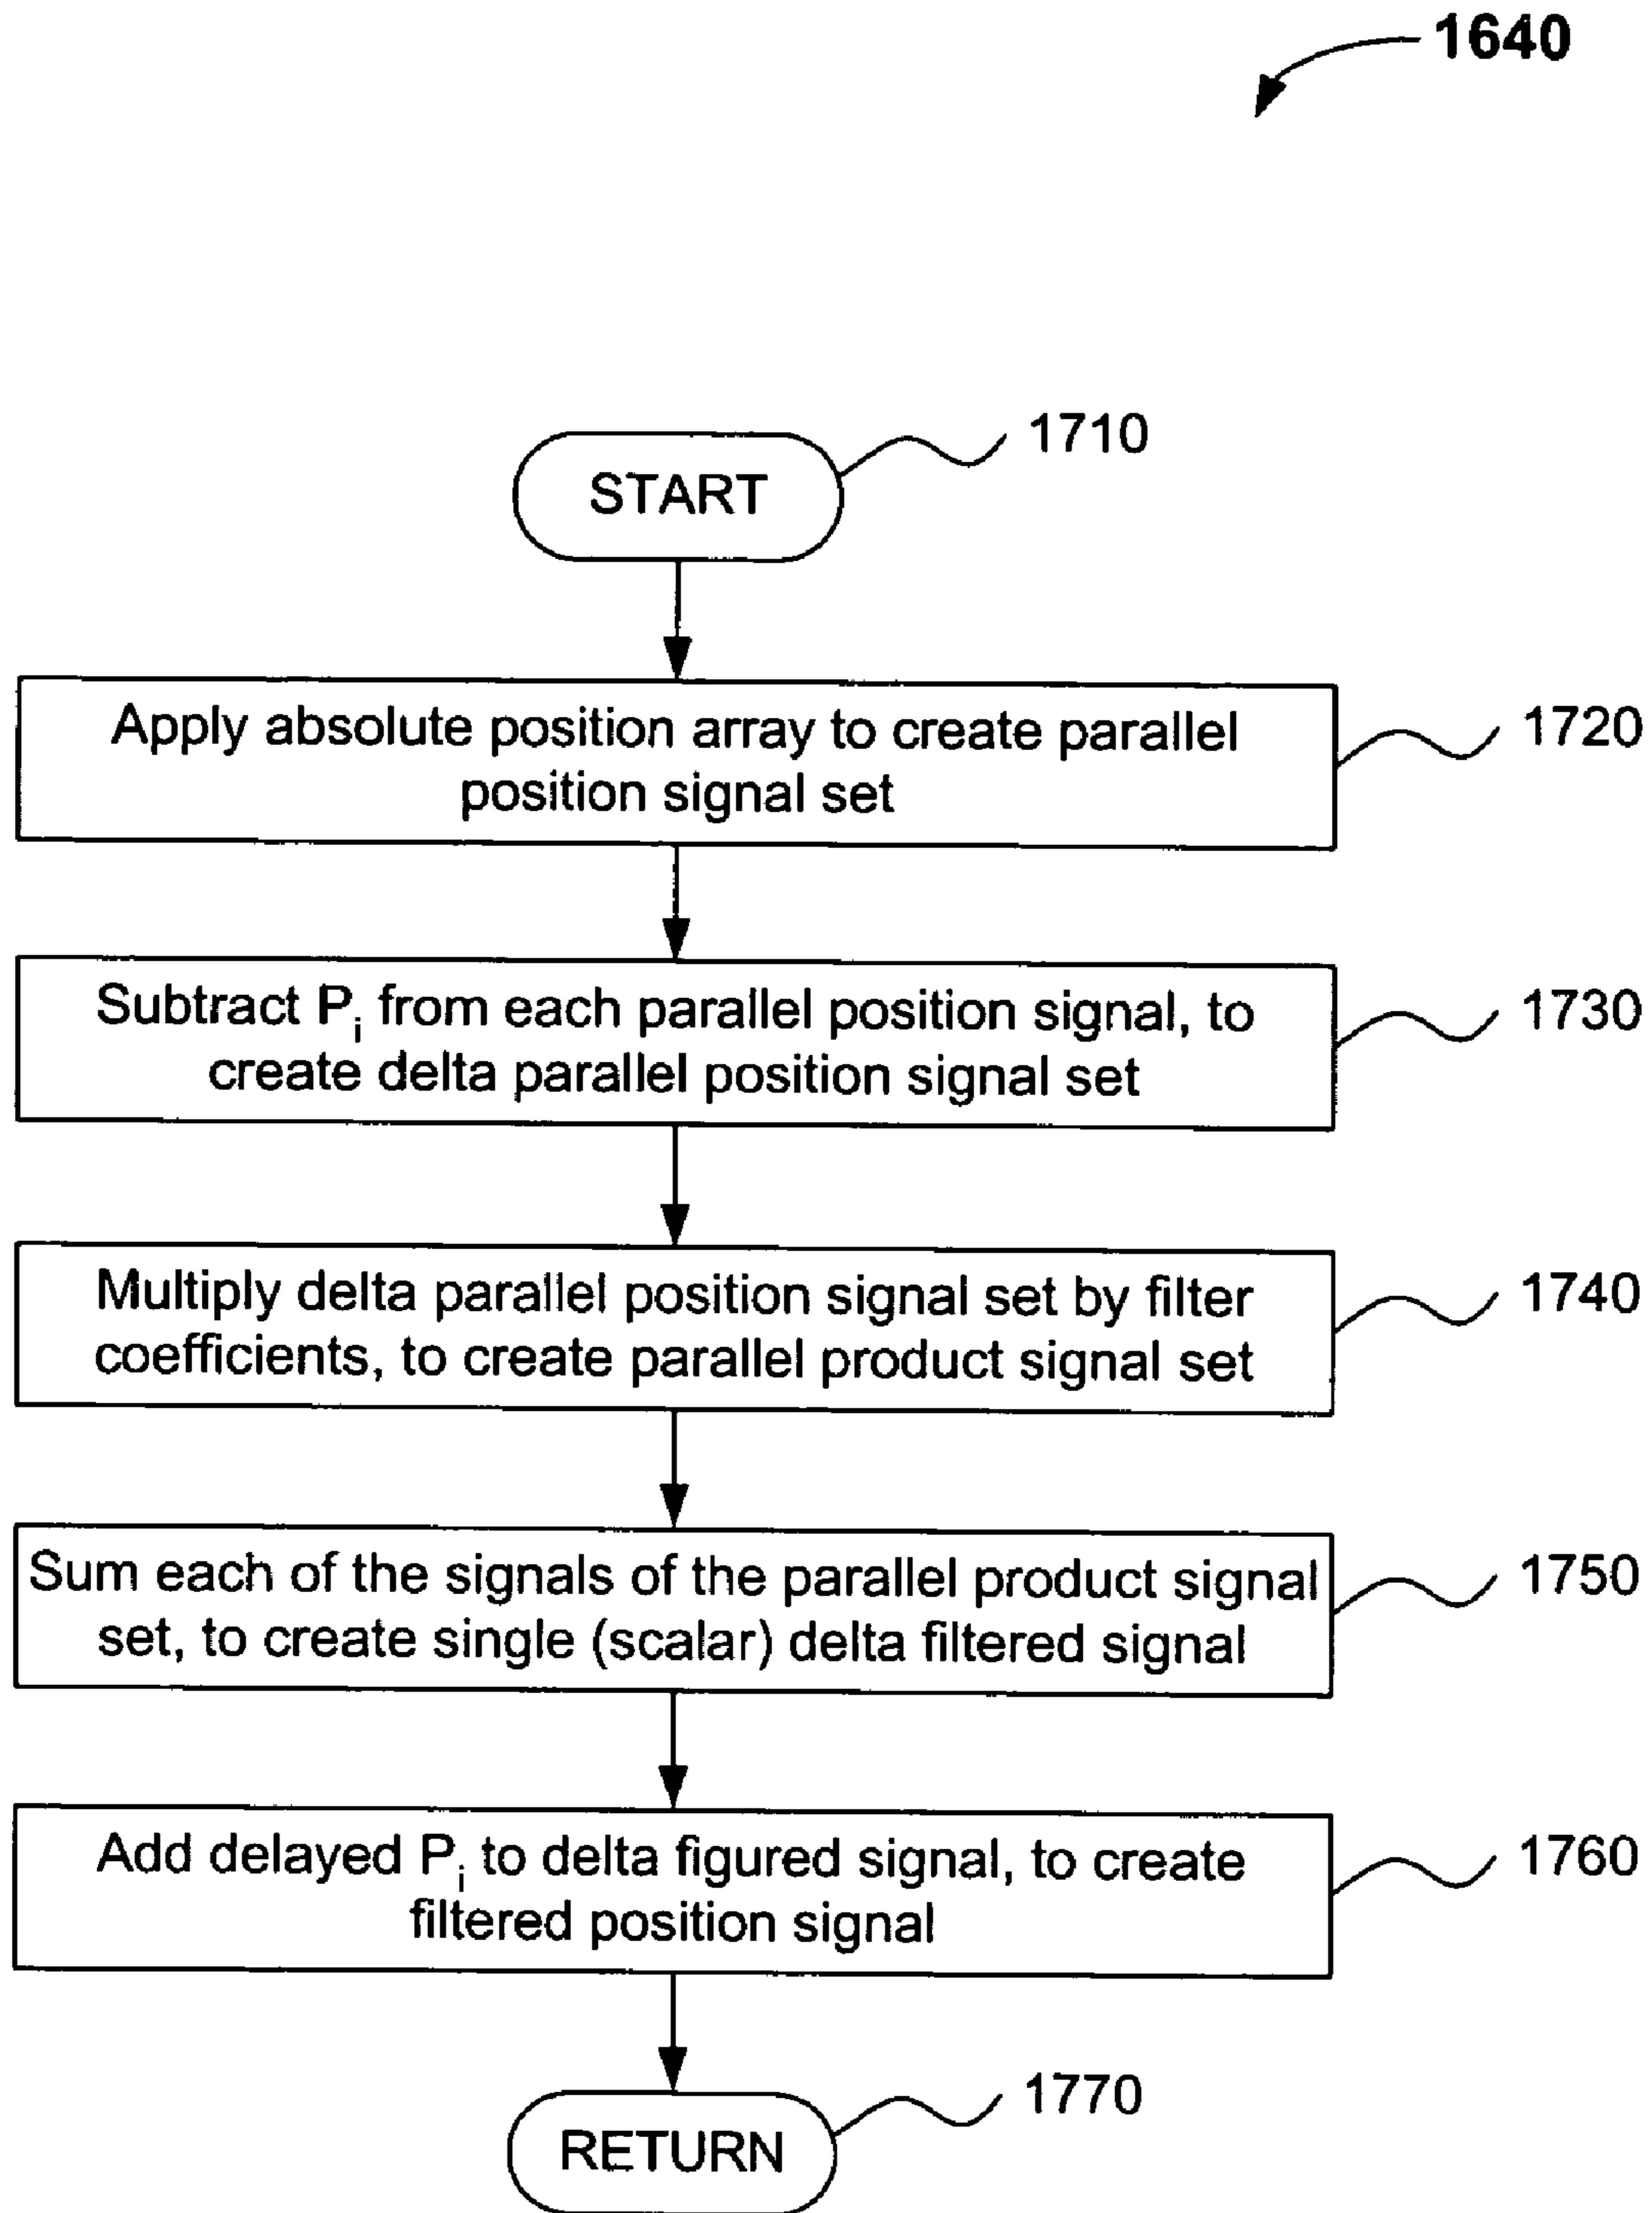 1640
1710
START
Apply absolute position array to create parallel
position signal set
1720
Subtract Pi from each parallel position signal, to
create delta parallel position signal set
1730
Multiply delta parallel position signal set by filter
coefficients, to create parallel product signal set
1740
Sum each of the signals of the parallel product signal
set, to create single (scalar) delta filtered signal
1750
Add delayed Pi to delta figured signal, to create
filtered position signal
1760
1770
RETURN